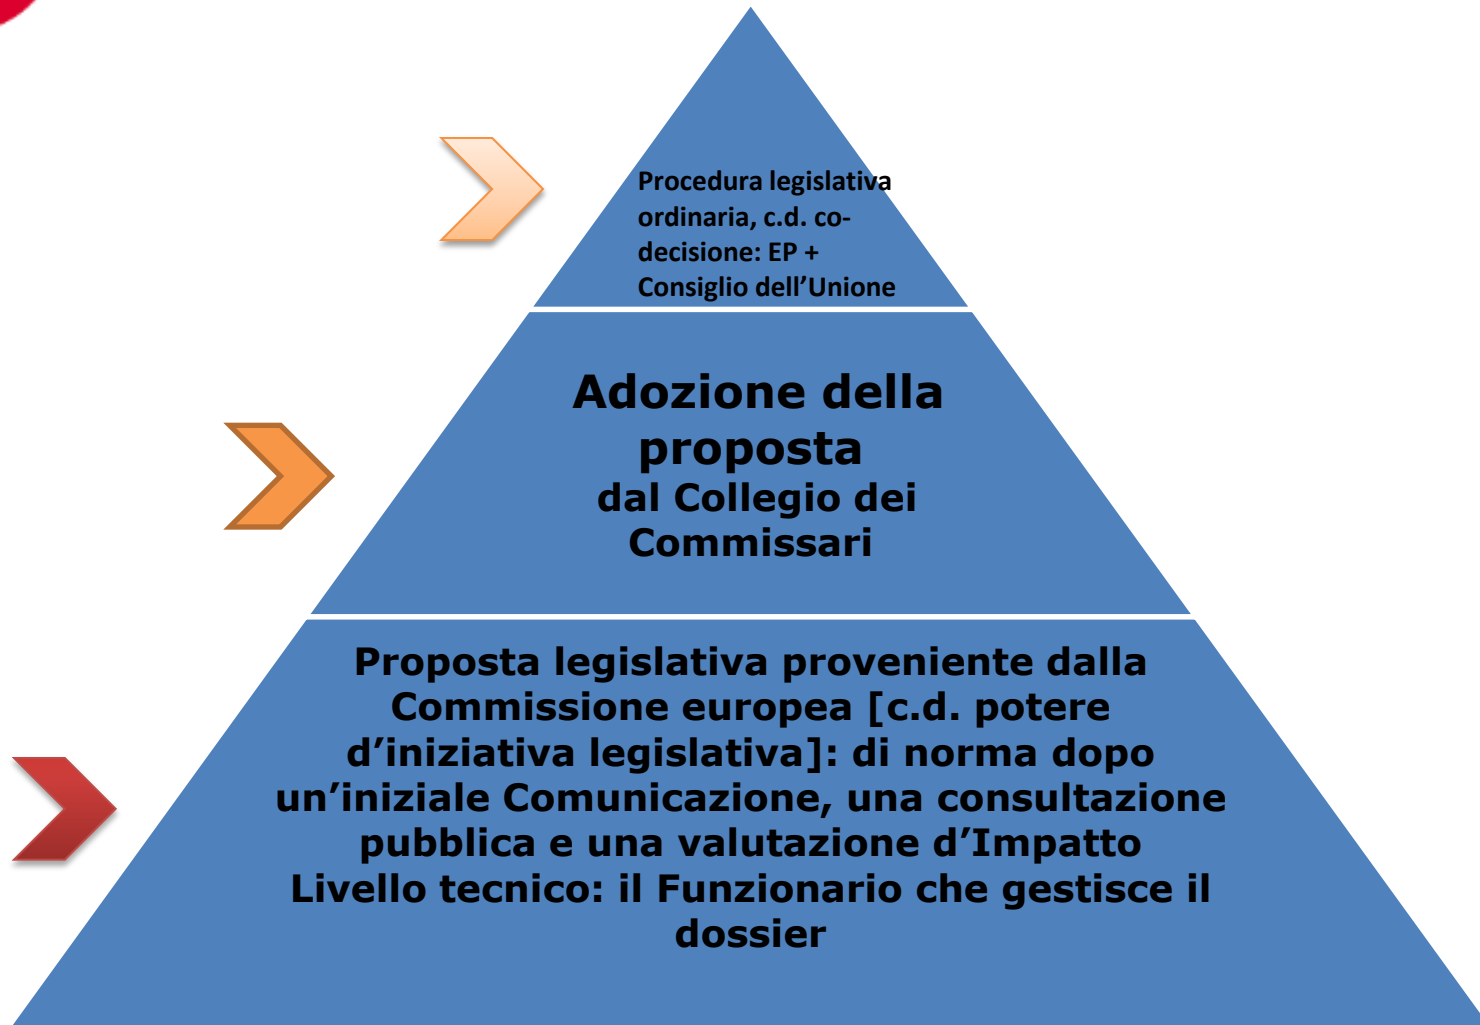 Procedura legislativa
ordinaria, c.d. co-
decisione: EP +
Consiglio dell’Unione
Adozione della
proposta
dal Collegio dei
Commissari
Proposta legislativa proveniente dalla
Commissione europea [c.d. potere
d’iniziativa legislativa]: di norma dopo
un’iniziale Comunicazione, una consultazione
pubblica e una valutazione d’Impatto
Livello tecnico: il Funzionario che gestisce il
dossier